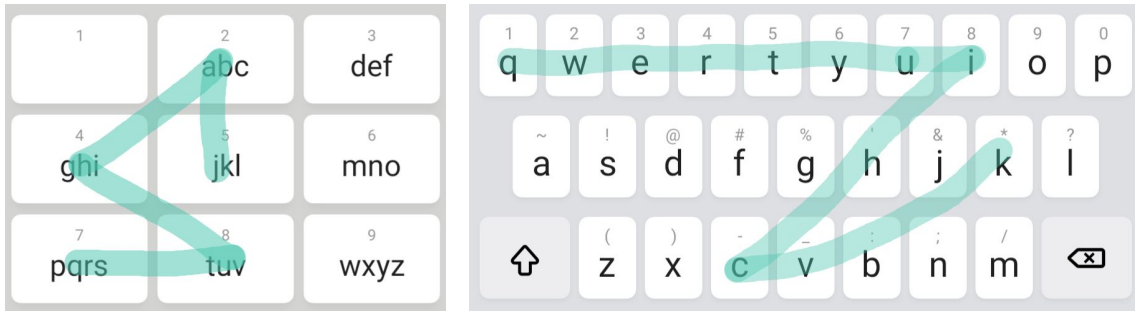 1 2 3
abc def
4 5 6
ghi jkl mno
7 8 9
pqrs tuv wxyz
1 2 3 4 5 6 7 8 9 0
q w e r t y u i o p
~ ! @ # % ' & * ?
a s d f g h j k l
( ) - _ : ; /
z x c v b n m